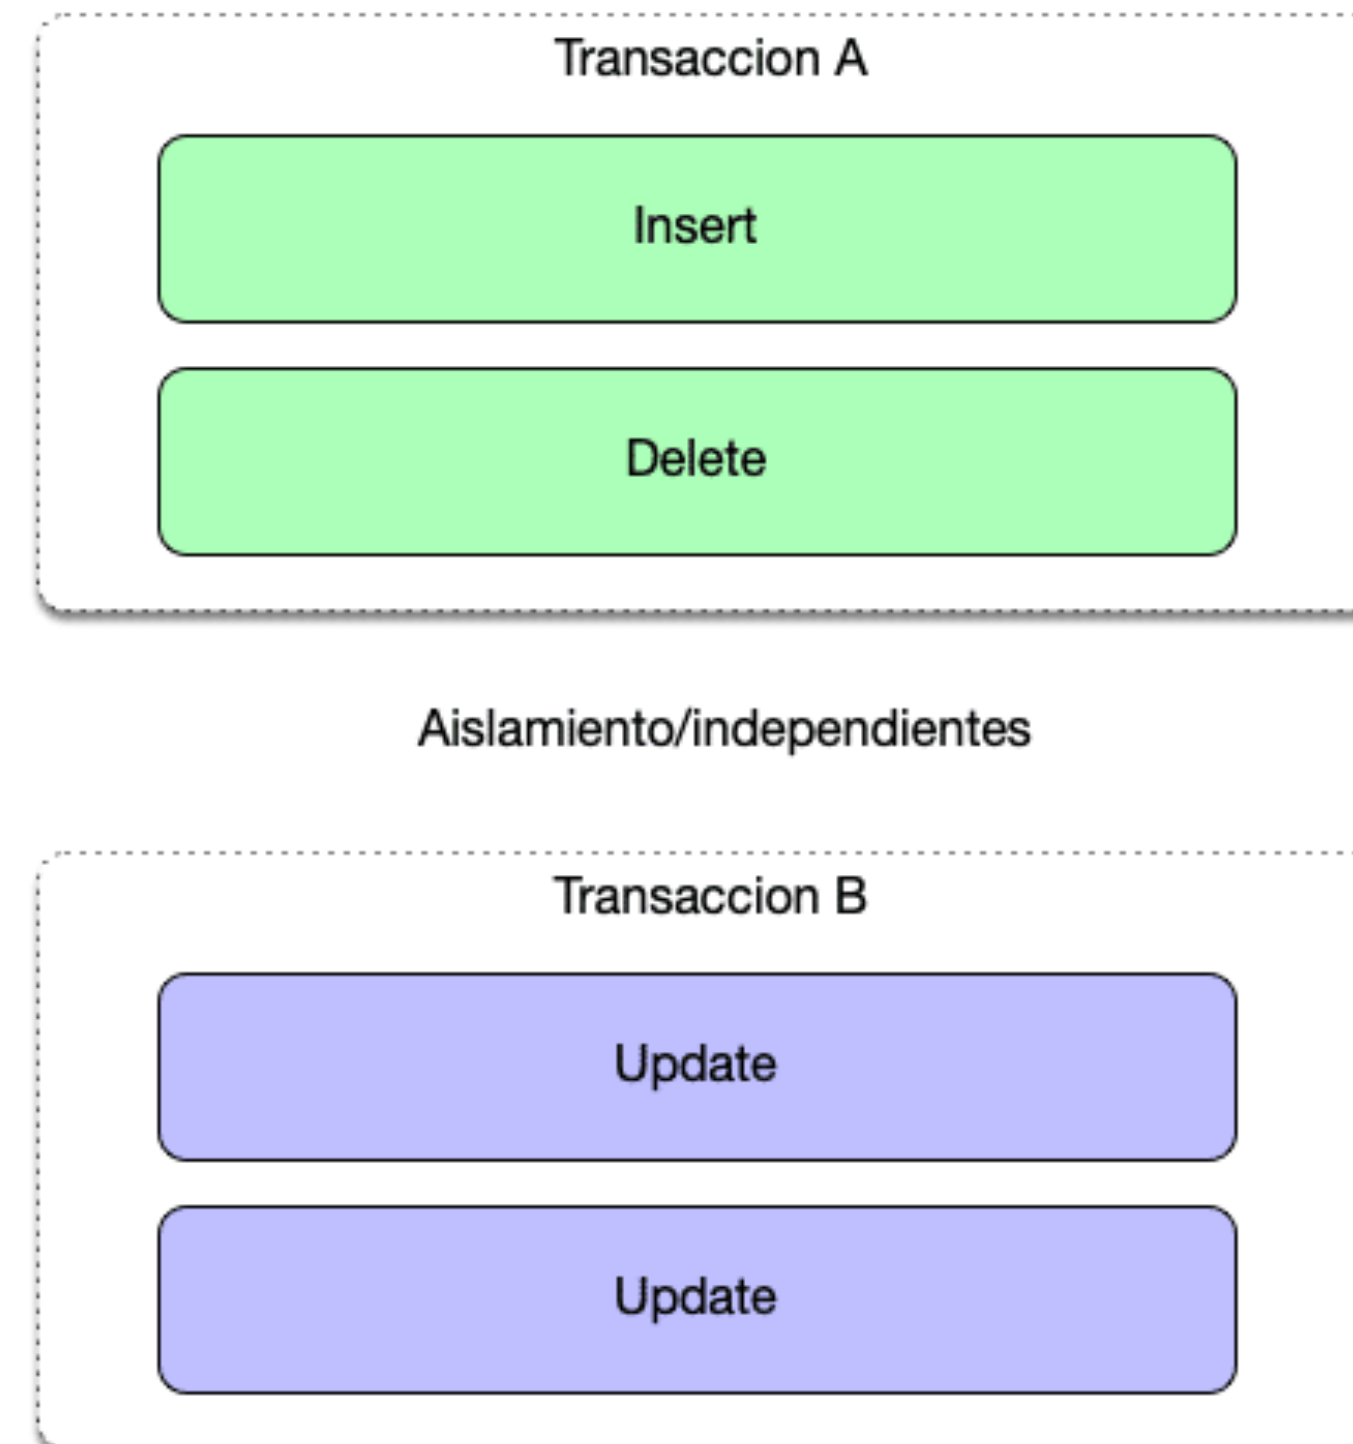 Transaccion A
Insert
Delete
Aislamiento/independientes
Transaccion B
Update
Update